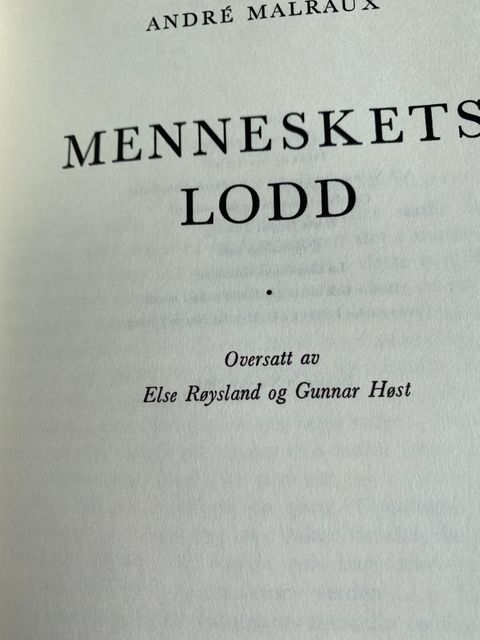 ANDRÉ MALRAUX
MENNESKETS
LODD
Oversatt av
Else Røysland og Gunnar Høst